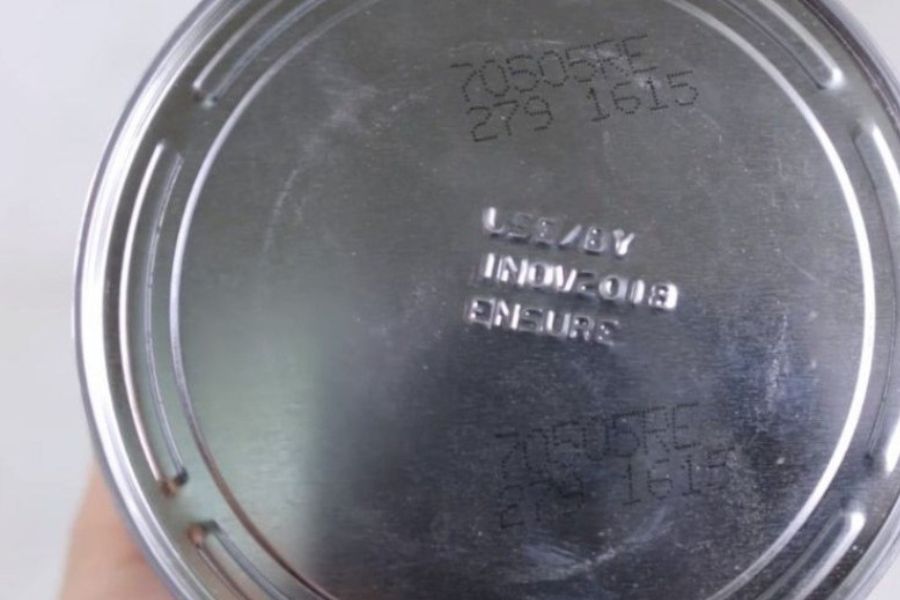 70505RE
279 1615
USE/BY
1NOV2018
ENSURE
70505RE
279 1615